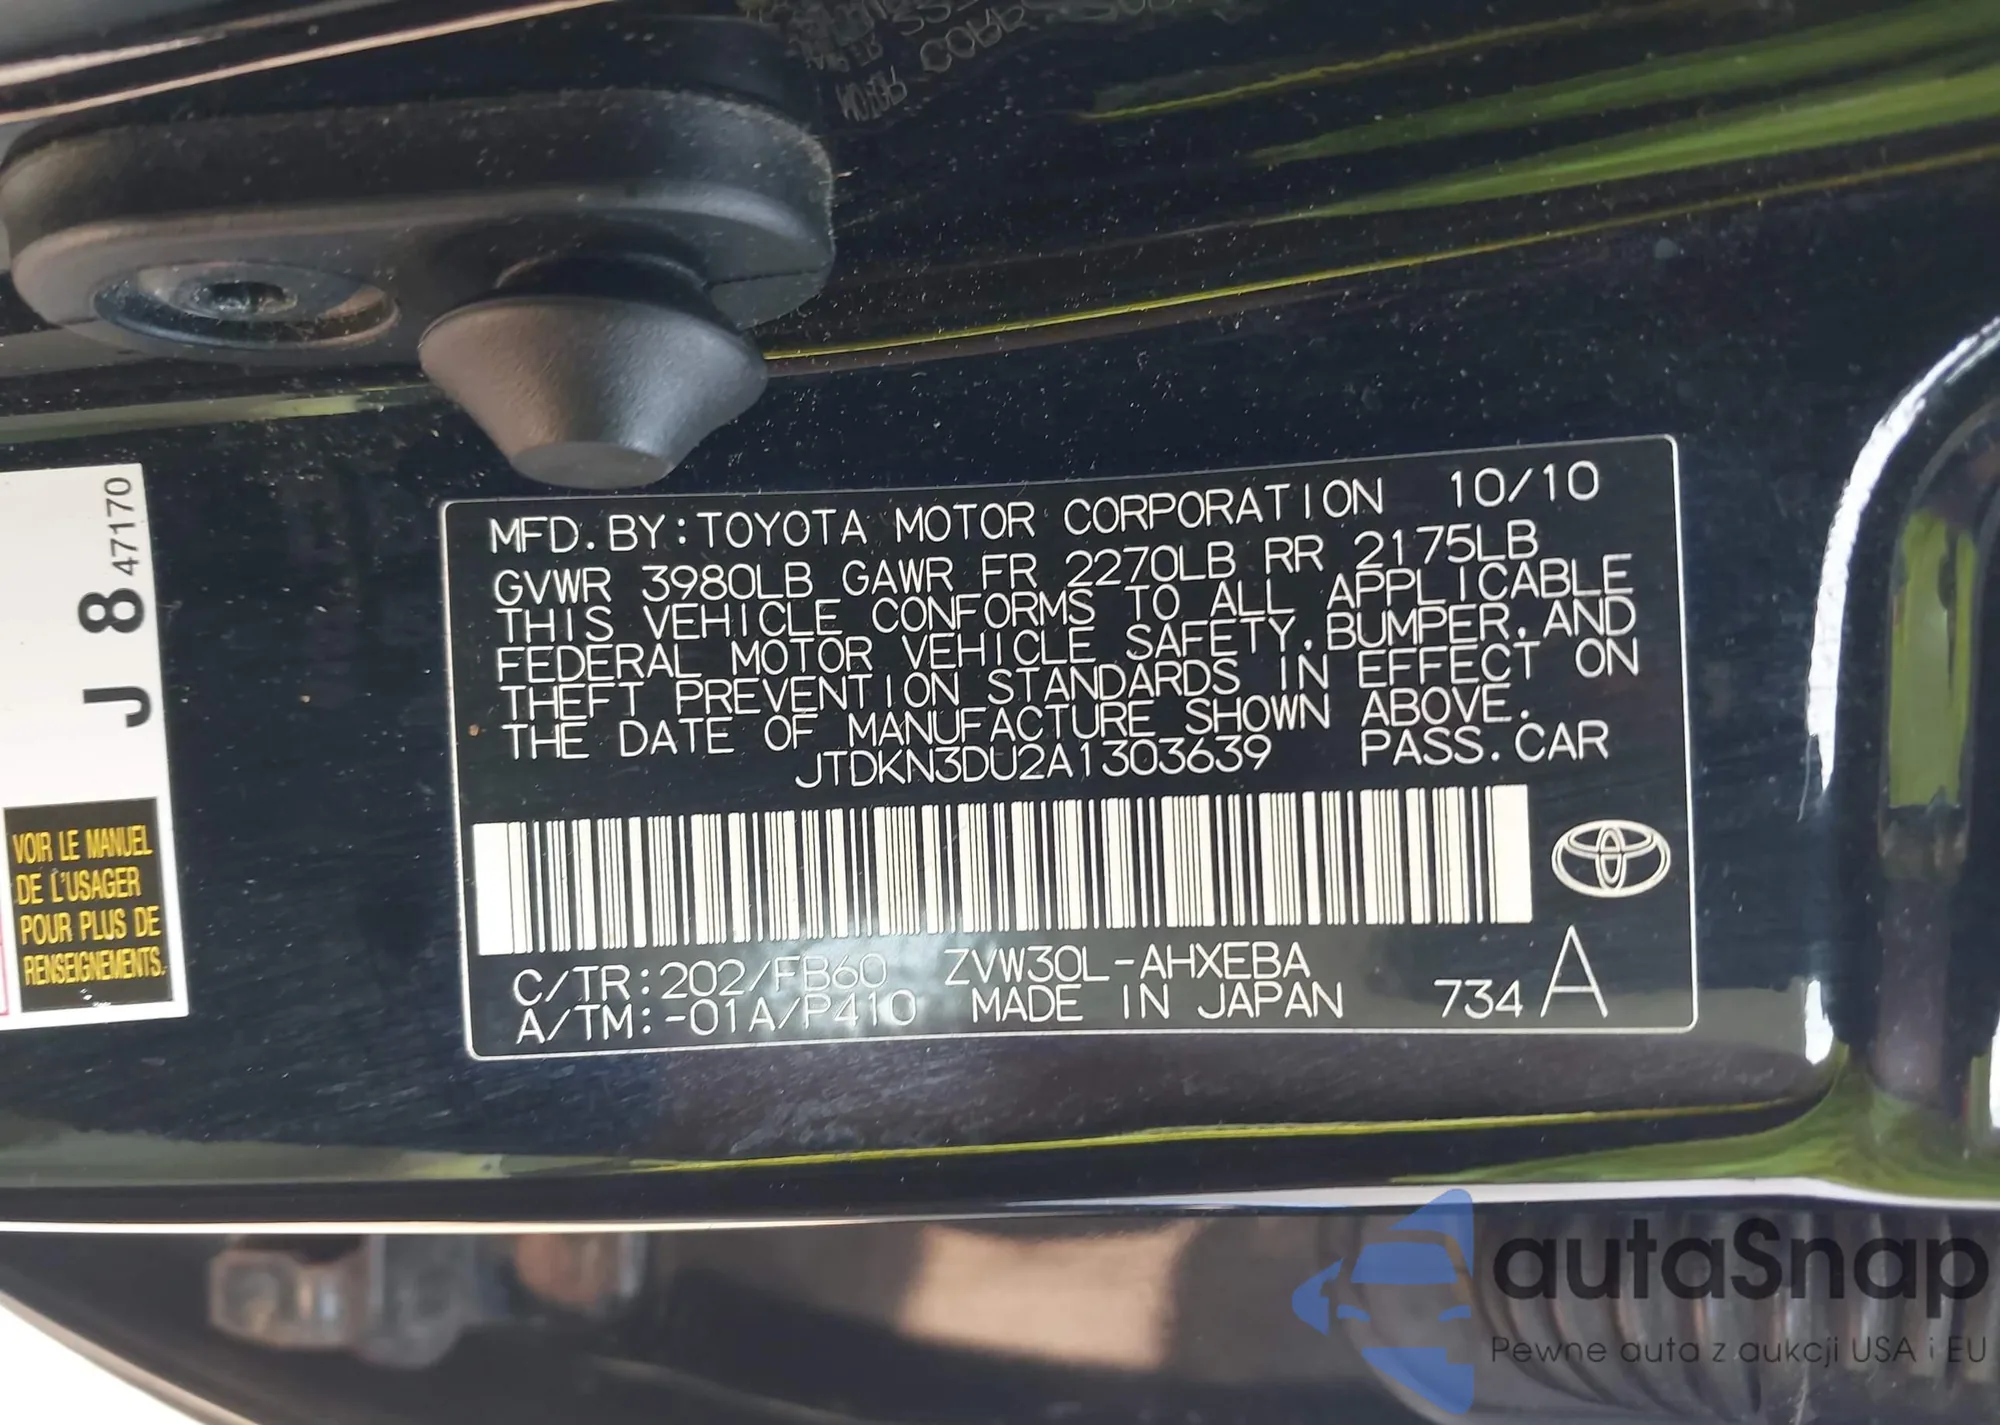 J 8 47170
VOIR LE MANUEL
DE L'USAGER
POUR PLUS DE
RENSEIGNEMENTS.
MFD. BY: TOYOTA MOTOR CORPORATION 10/10
GVWR 3980LB GAWR FR 2270LB RR 2175LB
THIS VEHICLE CONFORMS TO ALL APPLICABLE
FEDERAL MOTOR VEHICLE SAFETY, BUMPER, AND
THEFT PREVENTION STANDARDS IN EFFECT ON
THE DATE OF MANUFACTURE SHOWN ABOVE.
JTDKN3DU2A1303639 PASS. CAR
C/TR: 202/FB60 ZVW30L-AHXEBA
A/TM: -01A/P410 MADE IN JAPAN 734 A
autaSnap
Pewne auta z aukcji USA i EU